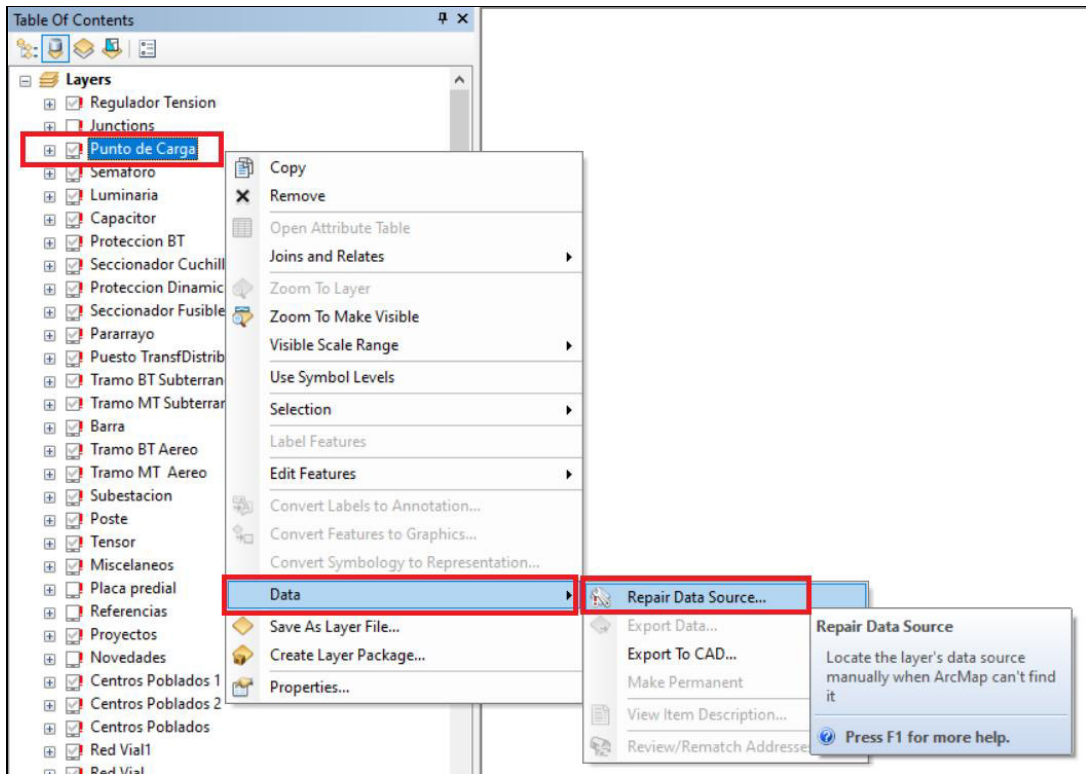 Table Of Contents
Layers
Regulador Tension
Junctions
Punto de Carga
Semaforo
Luminaria
Capacitor
Proteccion BT
Seccionador Cuchill
Proteccion Dinamic
Seccionador Fusible
Pararrayo
Puesto TransfDistrib
Tramo BT Subterran
Tramo MT Subterrar
Barra
Tramo BT Aereo
Tramo MT Aereo
Subestacion
Poste
Tensor
Miscelaneos
Placa predial
Referencias
Proyectos
Novedades
Centros Poblados 1
Centros Poblados 2
Centros Poblados
Red Vial1
Red Vial
Copy
Remove
Open Attribute Table
Joins and Relates
Zoom To Layer
Zoom To Make Visible
Visible Scale Range
Use Symbol Levels
Selection
Label Features
Edit Features
Convert Labels to Annotation...
Convert Features to Graphics...
Convert Symbology to Representation...
Data
Save As Layer File...
Create Layer Package...
Properties...
Repair Data Source...
Export Data...
Export To CAD...
Make Permanent
View Item Description...
Review/Rematch Addresse
Repair Data Source
Locate the layer's data source
manually when ArcMap can't find
it
Press F1 for more help.